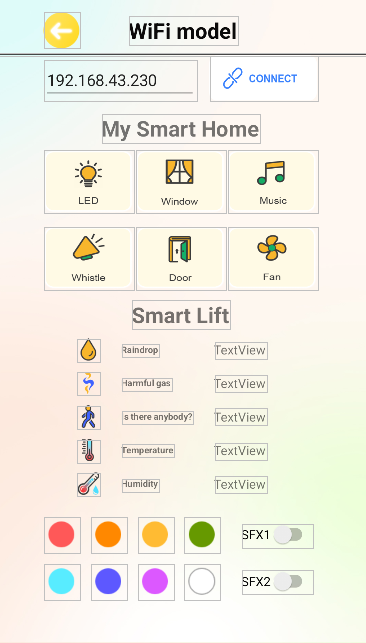 WiFi model
192.168.43.230
CONNECT
My Smart Home
LED
Window
Music
Whistle
Door
Fan
Smart Lift
Raindrop TextView
Harmful gas TextView
Is there anybody? TextView
Temperature TextView
Humidity TextView
SFX1
SFX2